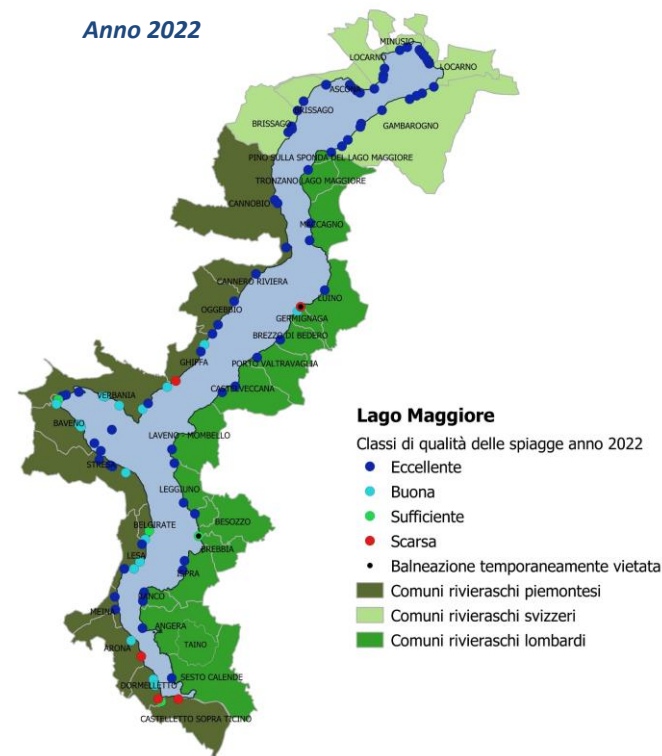 Anno 2022
MINUSIO
LOCARNO
LOCARNO
ASCONA
BRISSAGO
BRISSAGO
GAMBAROGNO
PINO SULLA SPONDA DEL LAGO MAGGIORE
TRONZANO LAGO MAGGIORE
CANNOBIO
MACCAGNO
CANNERO RIVIERA
LUINO
OGGEBBIO
GERMIGNAGA
BREZZO DI BEDERO
GHIFFA
PORTO VALTRAVAGLIA
CASTELVECCANA
VERBANIA
BAVENO
LAVENO - MOMBELLO
STRESA
LEGGIUNO
BELGIRATE
BESOZZO
BREBBIA
LESA
ISPRA
RANCO
MEINA
ANGERA
ARONA
TAINO
SESTO CALENDE
DORMELLETTO
CASTELLETTO SOPRA TICINO
Lago Maggiore
Classi di qualità delle spiagge anno 2022
Eccellente
Buona
Sufficiente
Scarsa
Balneazione temporaneamente vietata
Comuni rivieraschi piemontesi
Comuni rivieraschi svizzeri
Comuni rivieraschi lombardi